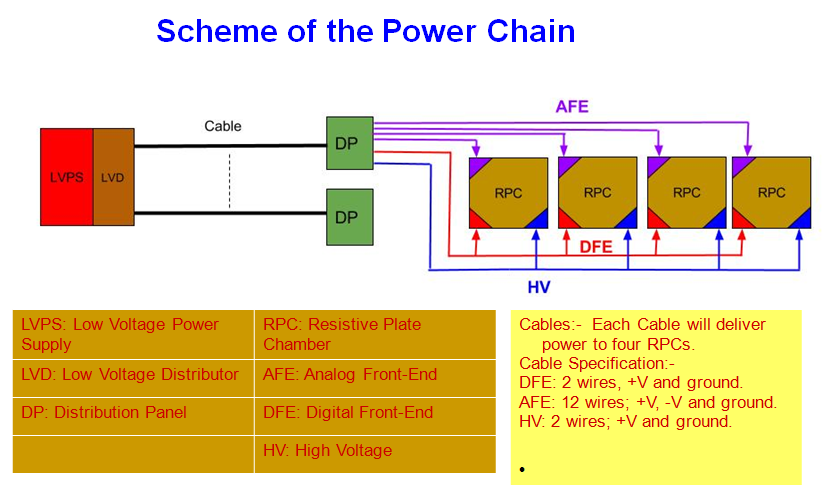 Scheme of the Power Chain
AFE
Cable
DP
LVPS
LVD
RPC
RPC
RPC
RPC
DP
DFE
HV
LVPS: Low Voltage Power
Supply
RPC: Resistive Plate
Chamber
LVD: Low Voltage Distributor
AFE: Analog Front-End
DP: Distribution Panel
DFE: Digital Front-End
HV: High Voltage
Cables:- Each Cable will deliver
power to four RPCs.
Cable Specification:-
DFE: 2 wires, +V and ground.
AFE: 12 wires; +V, -V and ground.
HV: 2 wires; +V and ground.
•